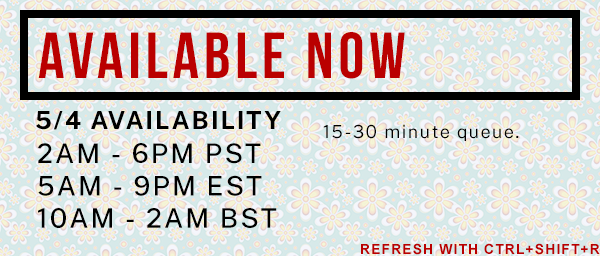 AVAILABLE NOW
5/4 AVAILABILITY
15-30 minute queue.
2AM - 6PM PST
5AM - 9PM EST
10AM - 2AM BST
REFRESH WITH CTRL+SHIFT+R